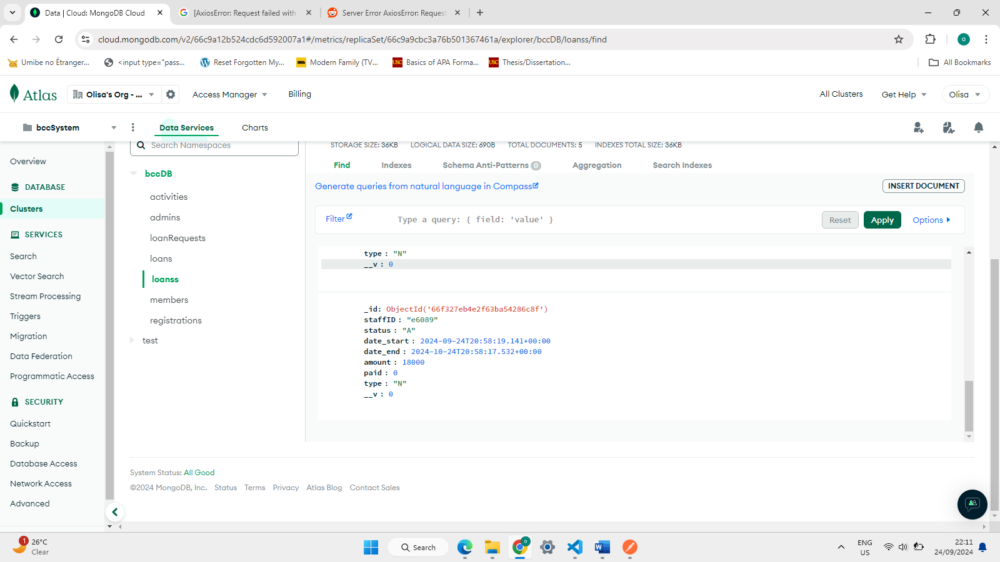 Data | Cloud: MongoDB Cloud
[AxiosError: Request failed with
Server Error AxiosError: Request
cloud.mongodb.com/v2/66c9a12b524cdc6d592007a1#/metrics/replicaSet/66c9a9cbc3a76b501367461a/explorer/bccDB/loanss/find
O
Umibe no Étranger...
<input type="pass...
Reset Forgotten My...
Modern Family (TV...
Basics of APA Forma...
Thesis/Dissertation...
All Bookmarks
Atlas
Olisa's Org - ...
Access Manager
Billing
All Clusters
Get Help
Olisa
bccSystem
Data Services
Charts
Overview
DATABASE
Clusters
SERVICES
Search
Vector Search
Stream Processing
Triggers
Migration
Data Federation
Programmatic Access
SECURITY
Quickstart
Backup
Database Access
Network Access
Advanced
Search Namespaces
bccDB
activities
admins
loanRequests
loans
loanss
members
registrations
test
STORAGE SIZE: 36KB LOGICAL DATA SIZE: 690B TOTAL DOCUMENTS: 5 INDEXES TOTAL SIZE: 36KB
Find Indexes Schema Anti-Patterns 0 Aggregation Search Indexes
Generate queries from natural language in Compass
INSERT DOCUMENT
Filter
Type a query: { field: 'value' }
Reset
Apply
Options
type : "N"
__v : 0
_id: ObjectId('66f327eb4e2f63ba54286c8f')
staffID : "e6089"
status : "A"
date_start : 2024-09-24T20:58:19.141+00:00
date_end : 2024-10-24T20:58:17.532+00:00
amount : 18000
paid : 0
type : "N"
__v : 0
System Status: All Good
©2024 MongoDB, Inc. Status Terms Privacy Atlas Blog Contact Sales
1
26°C
Clear
Search
ENG
US
22:11
24/09/2024